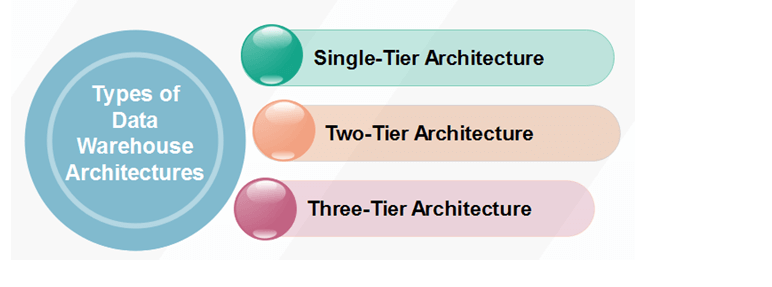 Types of
Data
Warehouse
Architectures
Single-Tier Architecture
Two-Tier Architecture
Three-Tier Architecture